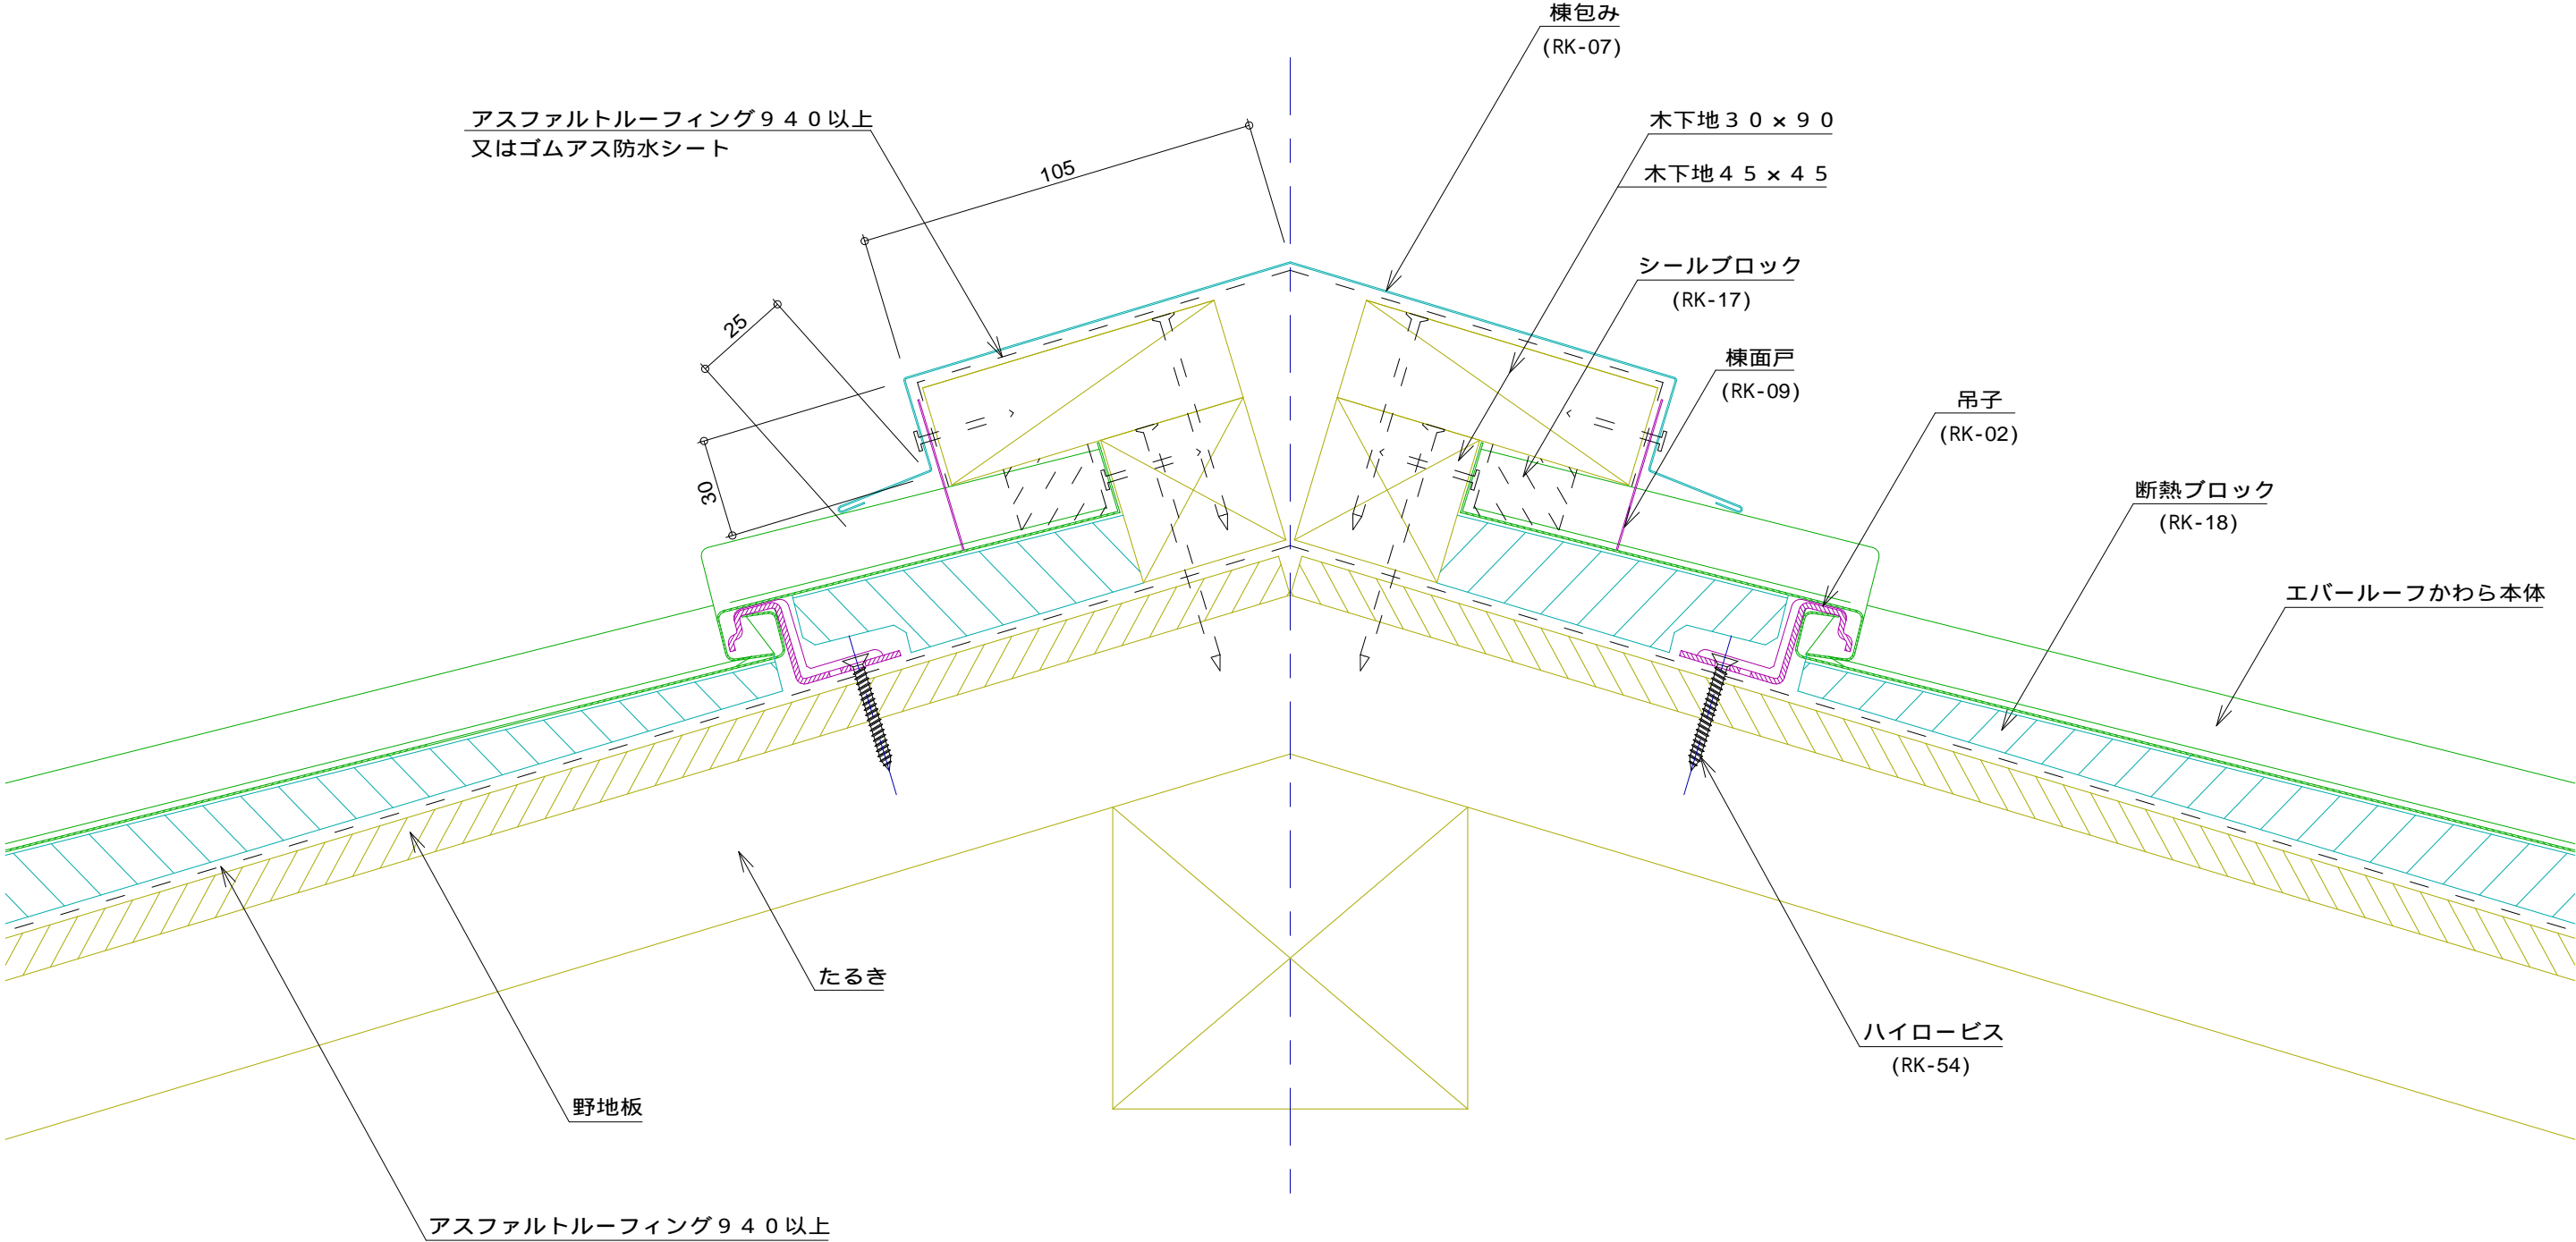 棟包み
(RK-07)
アスファルトルーフィング９４０以上
又はゴムアス防水シート
木下地３０×９０
木下地４５×４５
105
シールブロック
(RK-17)
25
棟面戸
(RK-09)
吊子
(RK-02)
30
断熱ブロック
(RK-18)
エバールーフかわら本体
たるき
ハイロービス
(RK-54)
野地板
アスファルトルーフィング９４０以上